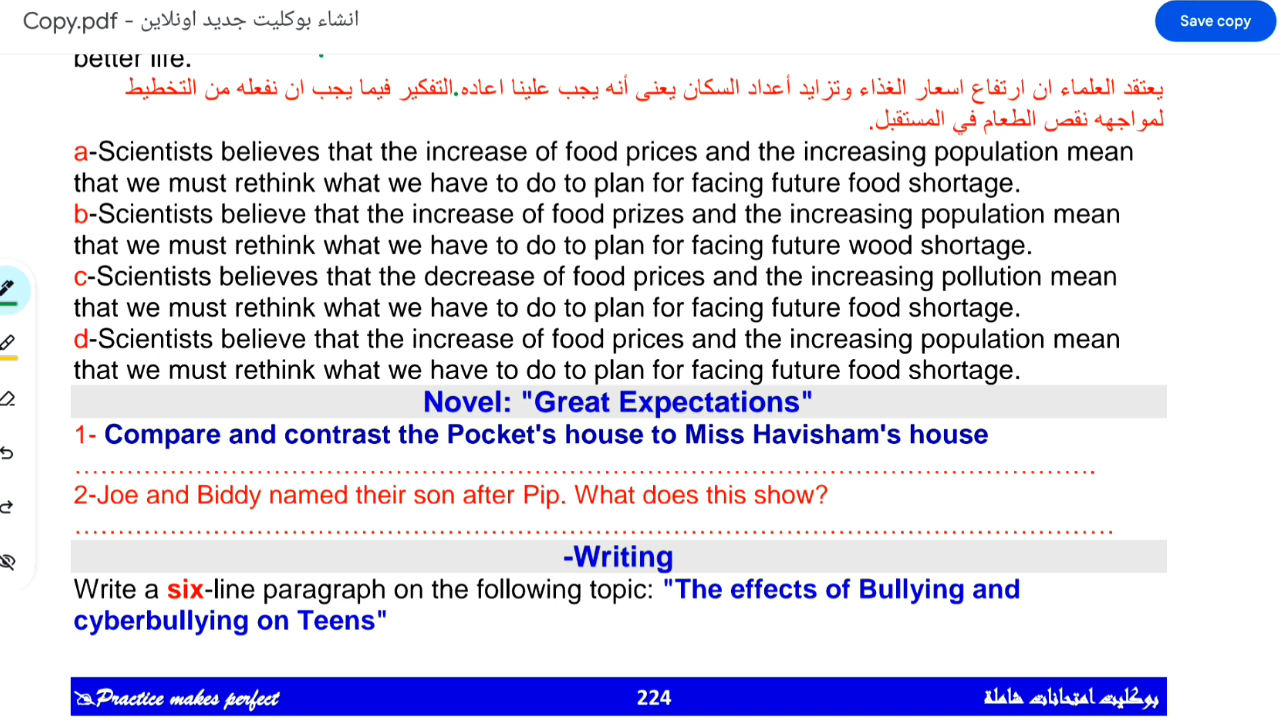 Copy.pdf - انشاء بوكليت جديد اونلاين
Save copy
better life.
يعتقد العلماء ان ارتفاع اسعار الغذاء وتزايد أعداد السكان يعنى أنه يجب علينا اعاده.التفكير فيما يجب ان نفعله من التخطيط
لمواجهه نقص الطعام في المستقبل.
a-Scientists believes that the increase of food prices and the increasing population mean
that we must rethink what we have to do to plan for facing future food shortage.
b-Scientists believe that the increase of food prizes and the increasing population mean
that we must rethink what we have to do to plan for facing future wood shortage.
c-Scientists believes that the decrease of food prices and the increasing pollution mean
that we must rethink what we have to do to plan for facing future food shortage.
d-Scientists believe that the increase of food prices and the increasing population mean
that we must rethink what we have to do to plan for facing future food shortage.
Novel: "Great Expectations"
1- Compare and contrast the Pocket's house to Miss Havisham's house
2-Joe and Biddy named their son after Pip. What does this show?
-Writing
Write a six-line paragraph on the following topic: "The effects of Bullying and
cyberbullying on Teens"
Practice makes perfect 224 بوكليت امتحانات شاملة